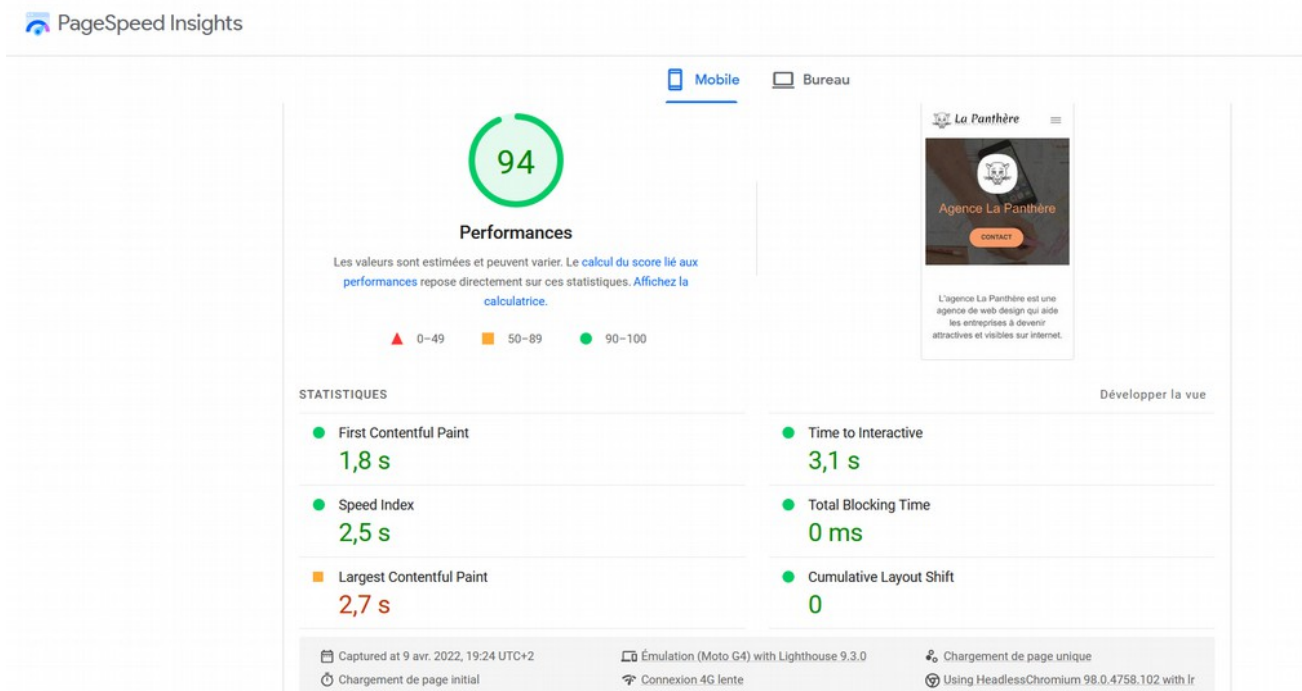 PageSpeed Insights
Mobile
Bureau
94
Performances
Les valeurs sont estimées et peuvent varier. Le calcul du score lié aux
performances repose directement sur ces statistiques. Affichez la
calculatrice.
0–49
50–89
90–100
La Panthère
Agence La Panthère
CONTACT
L'agence La Panthère est une
agence de web design qui aide
les entreprises à devenir
attractives et visibles sur internet.
STATISTIQUES
Développer la vue
First Contentful Paint
1,8 s
Time to Interactive
3,1 s
Speed Index
2,5 s
Total Blocking Time
0 ms
Largest Contentful Paint
2,7 s
Cumulative Layout Shift
0
Captured at 9 avr. 2022, 19:24 UTC+2
Émulation (Moto G4) with Lighthouse 9.3.0
Chargement de page unique
Chargement de page initial
Connexion 4G lente
Using HeadlessChromium 98.0.4758.102 with lr